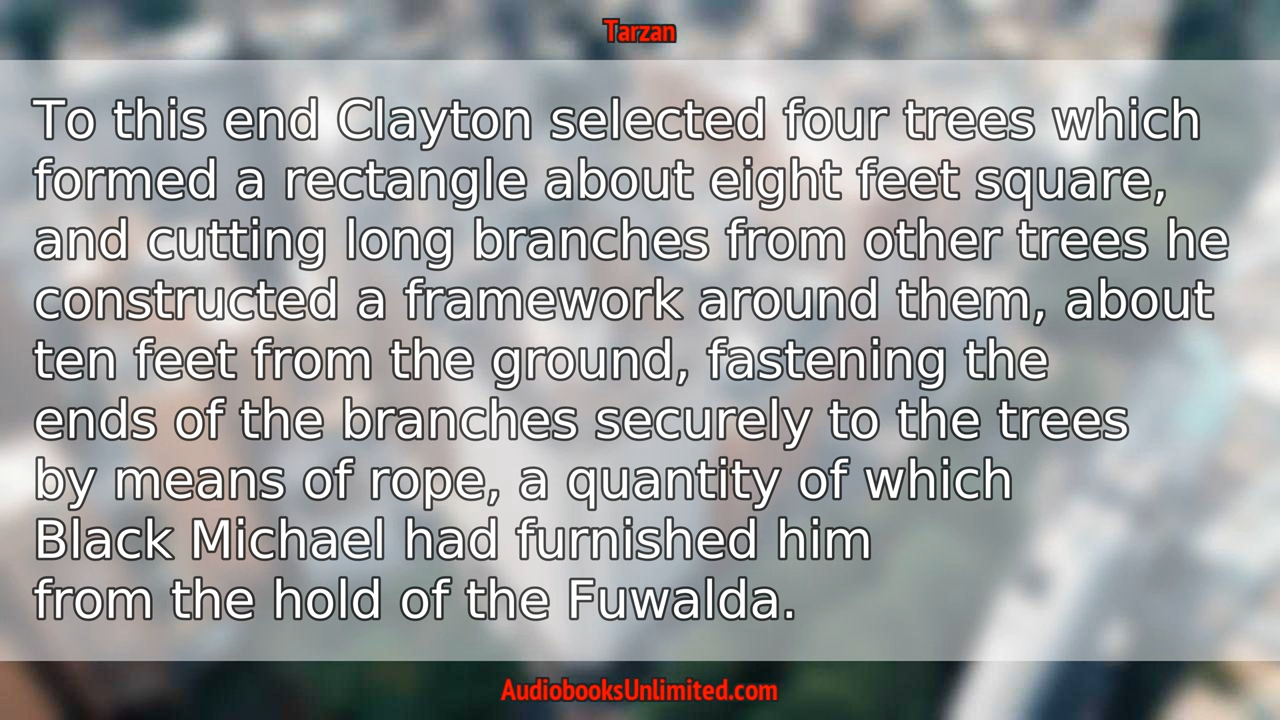 Tarzan
To this end Clayton selected four trees which
formed a rectangle about eight feet square,
and cutting long branches from other trees he
constructed a framework around them, about
ten feet from the ground, fastening the
ends of the branches securely to the trees
by means of rope, a quantity of which
Black Michael had furnished him
from the hold of the Fuwalda.
AudiobooksUnlimited.com